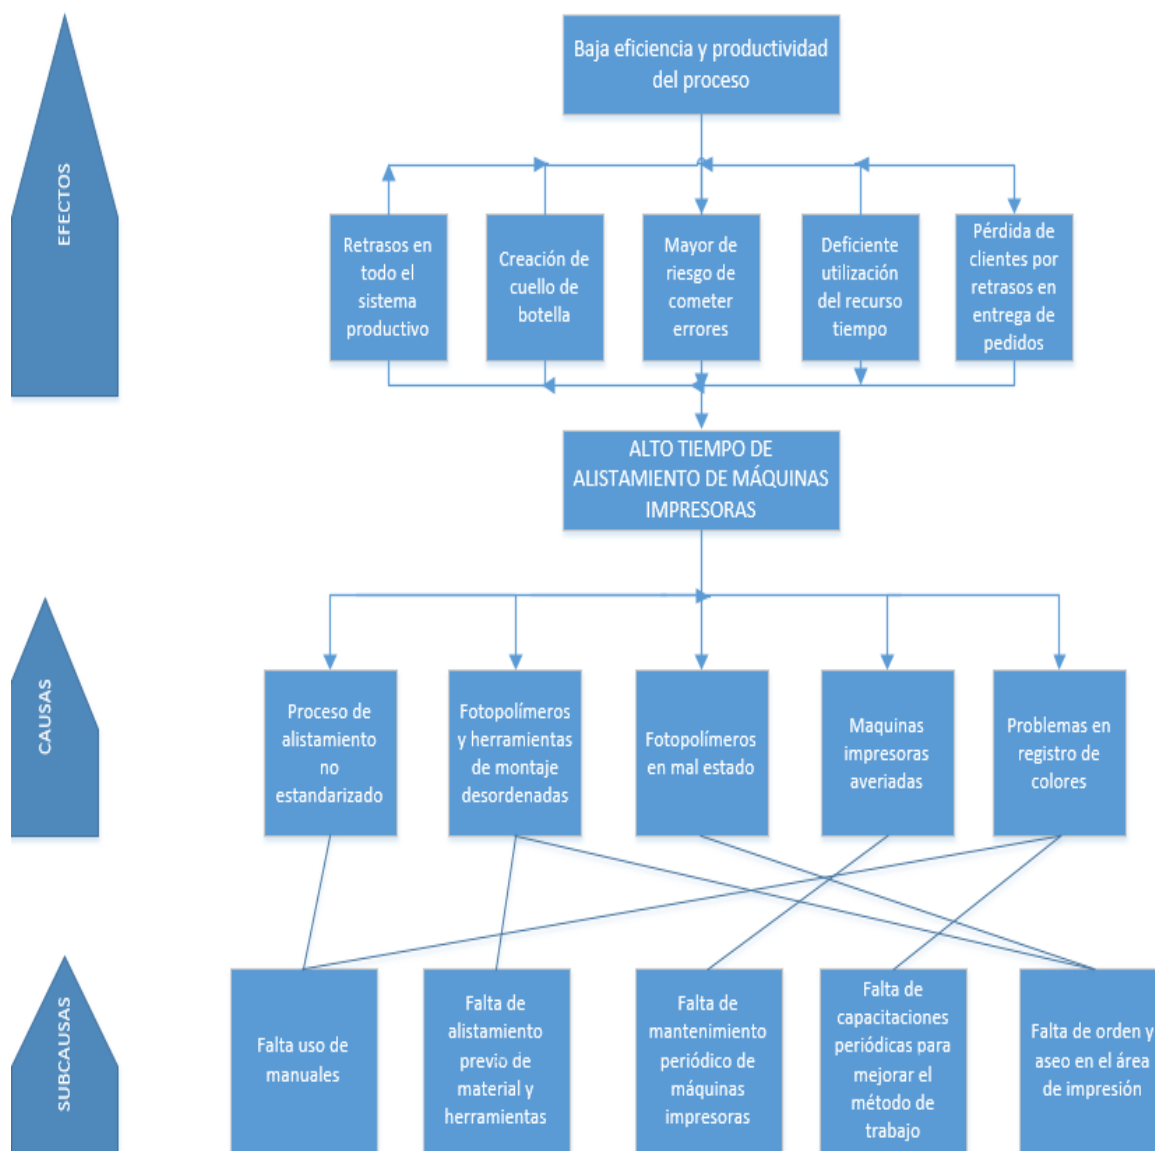 Baja eficiencia y productividad
del proceso
EFECTOS
Retrasos en
todo el
sistema
productivo
Creación de
cuello de
botella
Mayor de
riesgo de
cometer
errores
Deficiente
utilización
del recurso
tiempo
Pérdida de
clientes por
retrasos en
entrega de
pedidos
ALTO TIEMPO DE
ALISTAMIENTO DE MÁQUINAS
IMPRESORAS
CAUSAS
Proceso de
alistamiento
no
estandarizado
Fotopolímeros
y herramientas
de montaje
desordenadas
Fotopolímeros
en mal estado
Maquinas
impresoras
averiadas
Problemas en
registro de
colores
SUBCAUSAS
Falta uso de
manuales
Falta de
alistamiento
previo de
material y
herramientas
Falta de
mantenimiento
periódico de
máquinas
impresoras
Falta de
capacitaciones
periódicas para
mejorar el
método de
trabajo
Falta de orden y
aseo en el área
de impresión